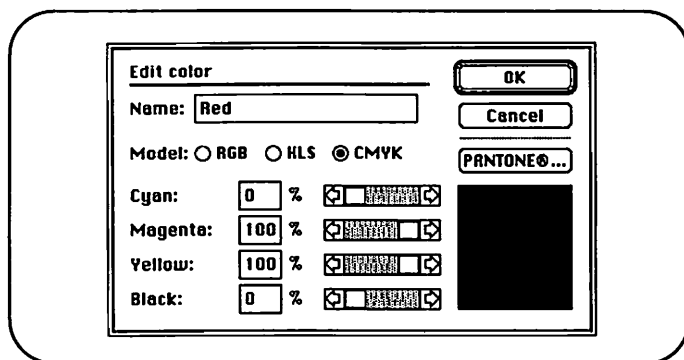 Edit color
OK
Name: Red
Cancel
Model: RGB HLS CMYK
PANTONE®...
Cyan: 0 %
Magenta: 100 %
Yellow: 100 %
Black: 0 %